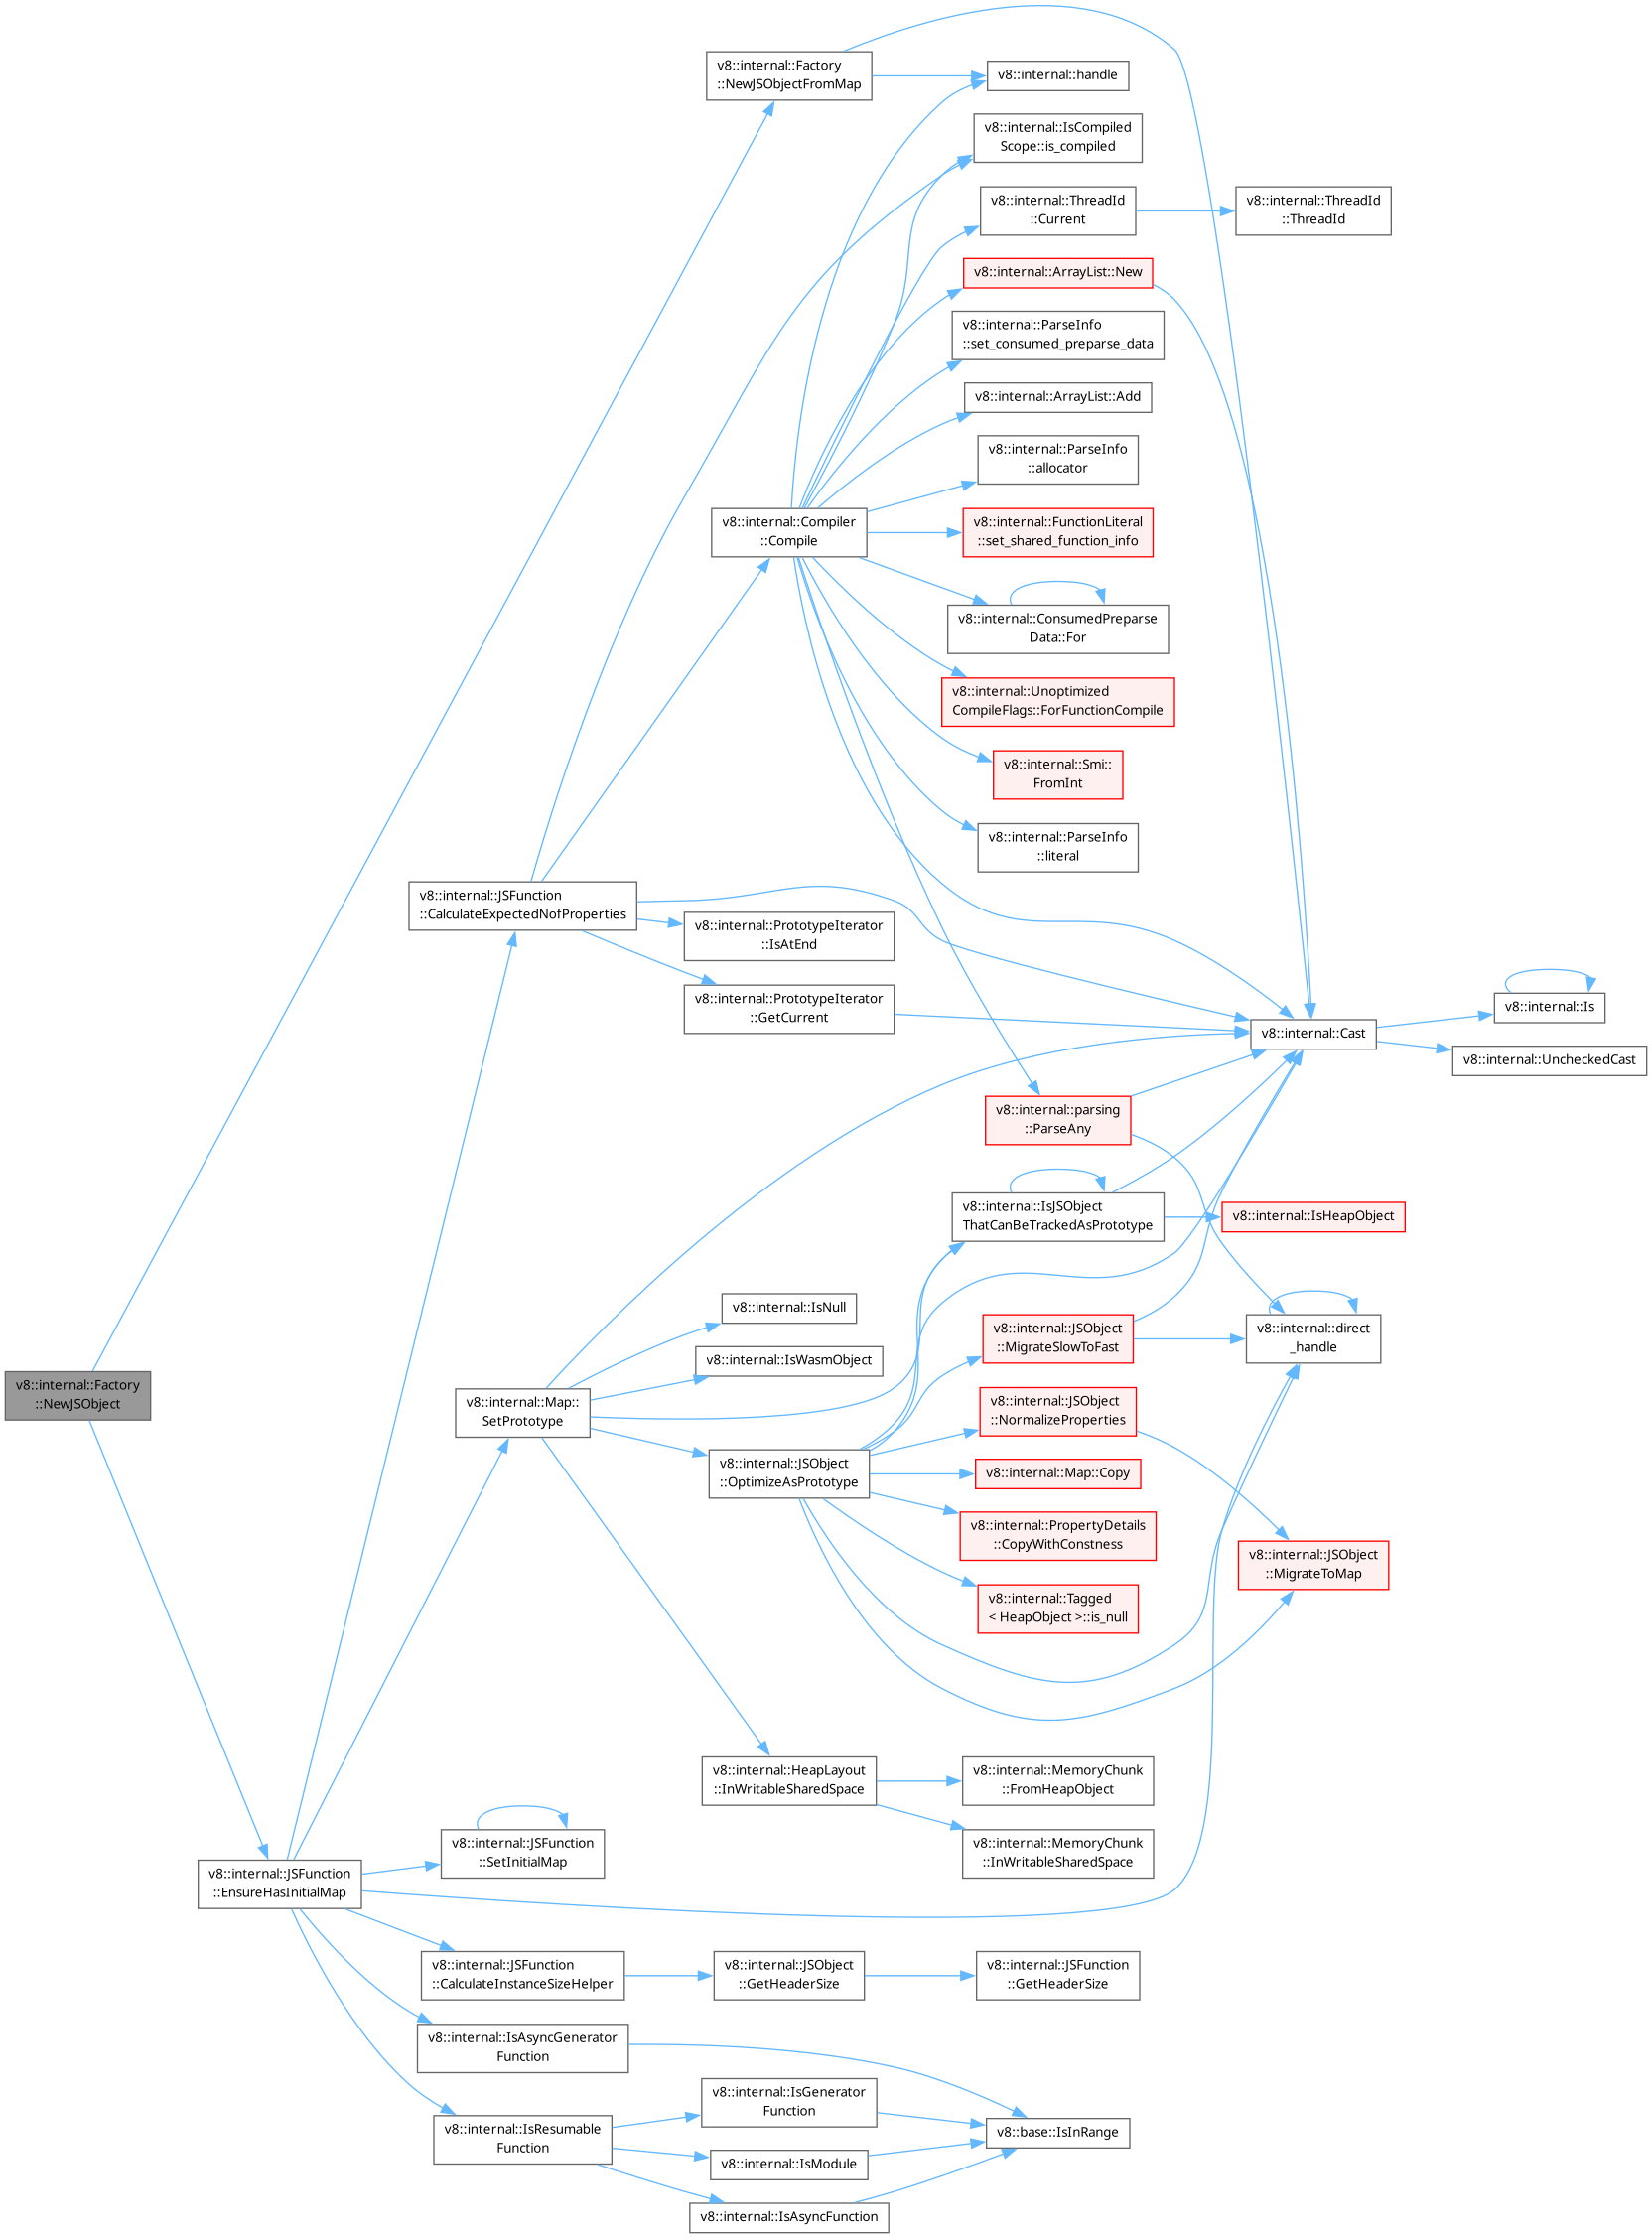 v8::internal::Factory
::NewJSObject
v8::internal::Factory
::NewJSObjectFromMap
v8::internal::handle
v8::internal::IsCompiled
Scope::is_compiled
v8::internal::ThreadId
::Current
v8::internal::ThreadId
::ThreadId
v8::internal::ArrayList::New
v8::internal::ParseInfo
::set_consumed_preparse_data
v8::internal::ArrayList::Add
v8::internal::ParseInfo
::allocator
v8::internal::Compiler
::Compile
v8::internal::FunctionLiteral
::set_shared_function_info
v8::internal::ConsumedPreparse
Data::For
v8::internal::Unoptimized
CompileFlags::ForFunctionCompile
v8::internal::Smi::
FromInt
v8::internal::ParseInfo
::literal
v8::internal::JSFunction
::CalculateExpectedNofProperties
v8::internal::PrototypeIterator
::IsAtEnd
v8::internal::PrototypeIterator
::GetCurrent
v8::internal::Cast
v8::internal::Is
v8::internal::UncheckedCast
v8::internal::parsing
::ParseAny
v8::internal::IsJSObject
ThatCanBeTrackedAsPrototype
v8::internal::IsHeapObject
v8::internal::IsNull
v8::internal::IsWasmObject
v8::internal::JSObject
::MigrateSlowToFast
v8::internal::direct
_handle
v8::internal::Map::
SetPrototype
v8::internal::JSObject
::NormalizeProperties
v8::internal::JSObject
::OptimizeAsPrototype
v8::internal::Map::Copy
v8::internal::PropertyDetails
::CopyWithConstness
v8::internal::JSObject
::MigrateToMap
v8::internal::Tagged
< HeapObject >::is_null
v8::internal::HeapLayout
::InWritableSharedSpace
v8::internal::MemoryChunk
::FromHeapObject
v8::internal::MemoryChunk
::InWritableSharedSpace
v8::internal::JSFunction
::SetInitialMap
v8::internal::JSFunction
::EnsureHasInitialMap
v8::internal::JSFunction
::CalculateInstanceSizeHelper
v8::internal::JSObject
::GetHeaderSize
v8::internal::JSFunction
::GetHeaderSize
v8::internal::IsAsyncGenerator
Function
v8::internal::IsResumable
Function
v8::internal::IsGenerator
Function
v8::internal::IsModule
v8::internal::IsAsyncFunction
v8::base::IsInRange